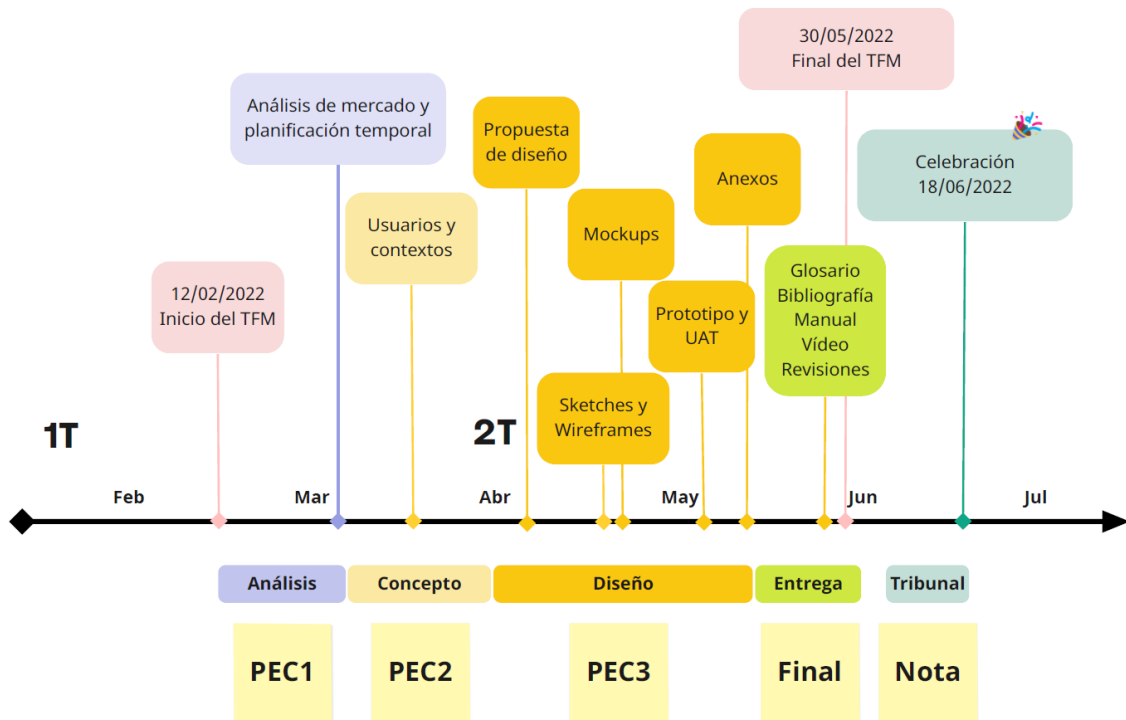 30/05/2022
Final del TFM
Análisis de mercado y
planificación temporal
Propuesta
de diseño
Anexos
Celebración
18/06/2022
Usuarios y
contextos
Mockups
12/02/2022
Inicio del TFM
Glosario
Bibliografía
Manual
Vídeo
Revisiones
Prototipo y
UAT
Sketches y
Wireframes
1T
2T
Feb
Mar
Abr
May
Jun
Jul
Análisis
Concepto
Diseño
Entrega
Tribunal
PEC1
PEC2
PEC3
Final
Nota